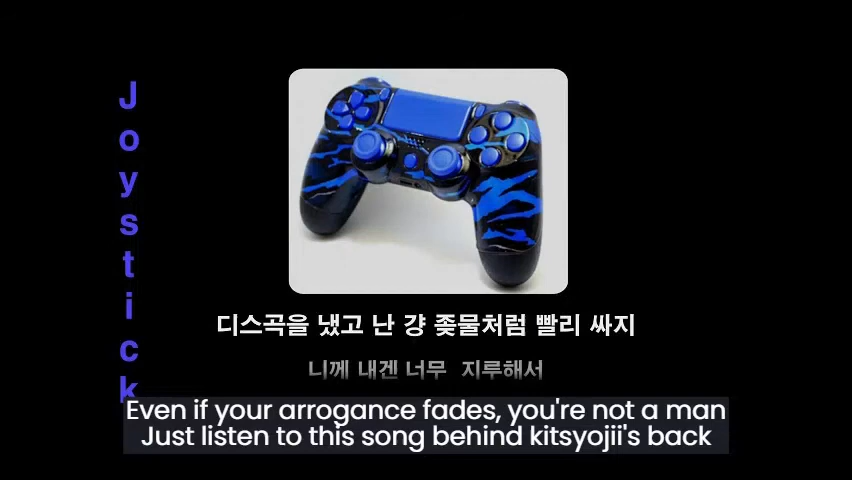 Joystick
디스곡을 냈고 난 걍 좆물처럼 빨리 싸지
니께 내겐 너무 지루해서
Even if your arrogance fades, you're not a man
Just listen to this song behind kitsyojii's back